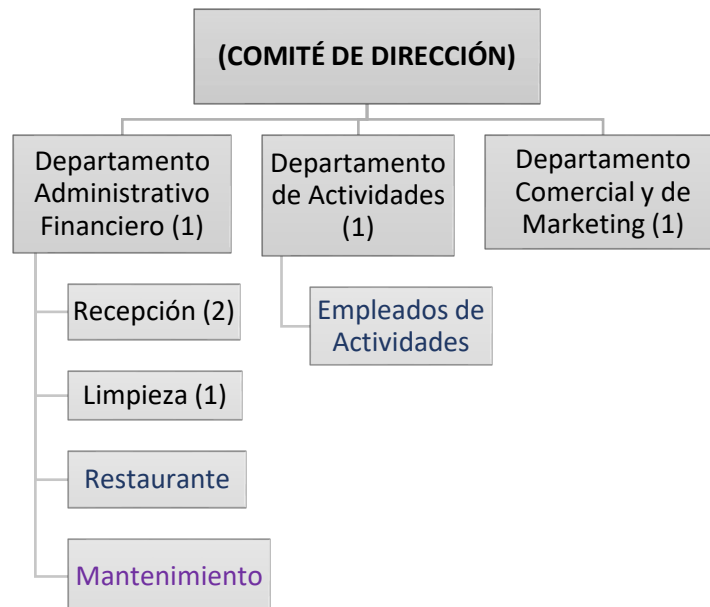 (COMITÉ DE DIRECCIÓN)
Departamento
Administrativo
Financiero (1)
Recepción (2)
Limpieza (1)
Restaurante
Mantenimiento
Departamento
de Actividades
(1)
Empleados de
Actividades
Departamento
Comercial y de
Marketing (1)